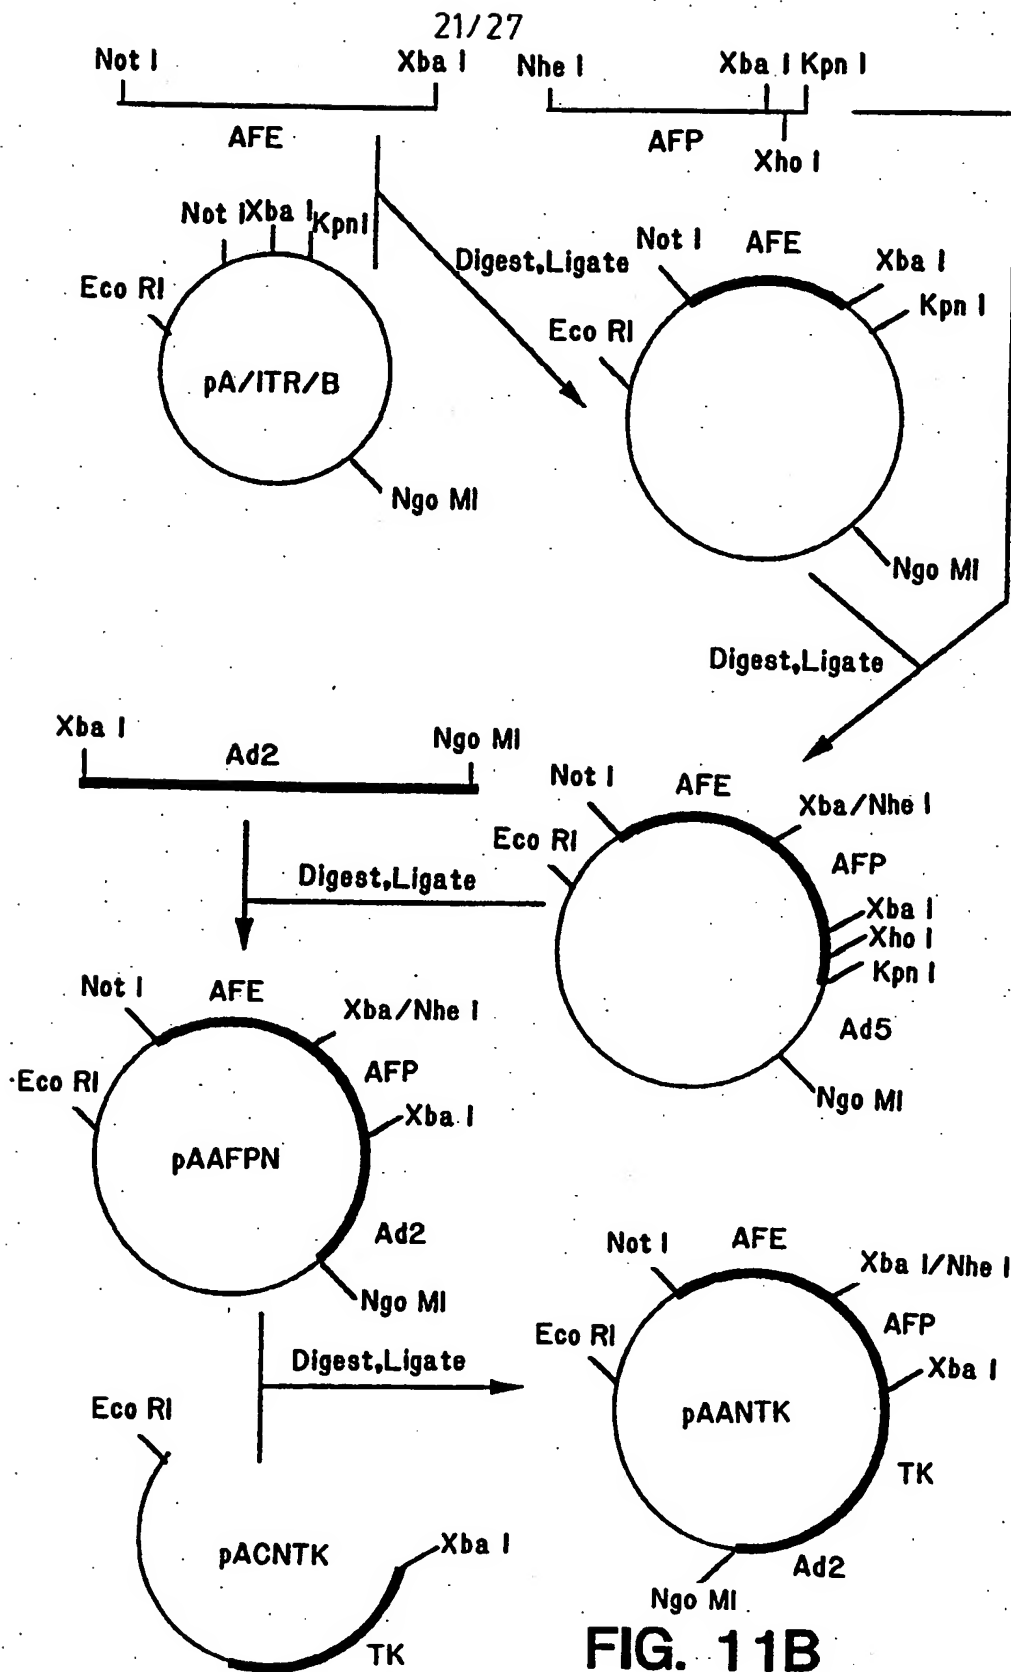 21/27
Not I
Xba I
Nhe I
Xba I Kpn I
AFE
AFP
Xho I
Not I Xba I Kpn I
Eco RI
pA/ITR/B
Ngo MI
Digest,Ligate
Not I
AFE
Xba I
Kpn I
Eco RI
Ngo MI
Digest,Ligate
Xba I
Ad2
Ngo MI
Digest,Ligate
Not I
AFE
Xba/Nhe I
Eco RI
AFP
Xba I
Xho I
Kpn I
Ad5
Ngo MI
Not I
AFE
Xba/Nhe I
Eco RI
AFP
Xba I
pAAFPN
Ad2
Ngo MI
Digest,Ligate
Eco RI
pACNTK
Xba I
TK
Not I
AFE
Xba I/Nhe I
Eco RI
AFP
Xba I
pAANTK
TK
Ad2
Ngo MI
FIG. 11B